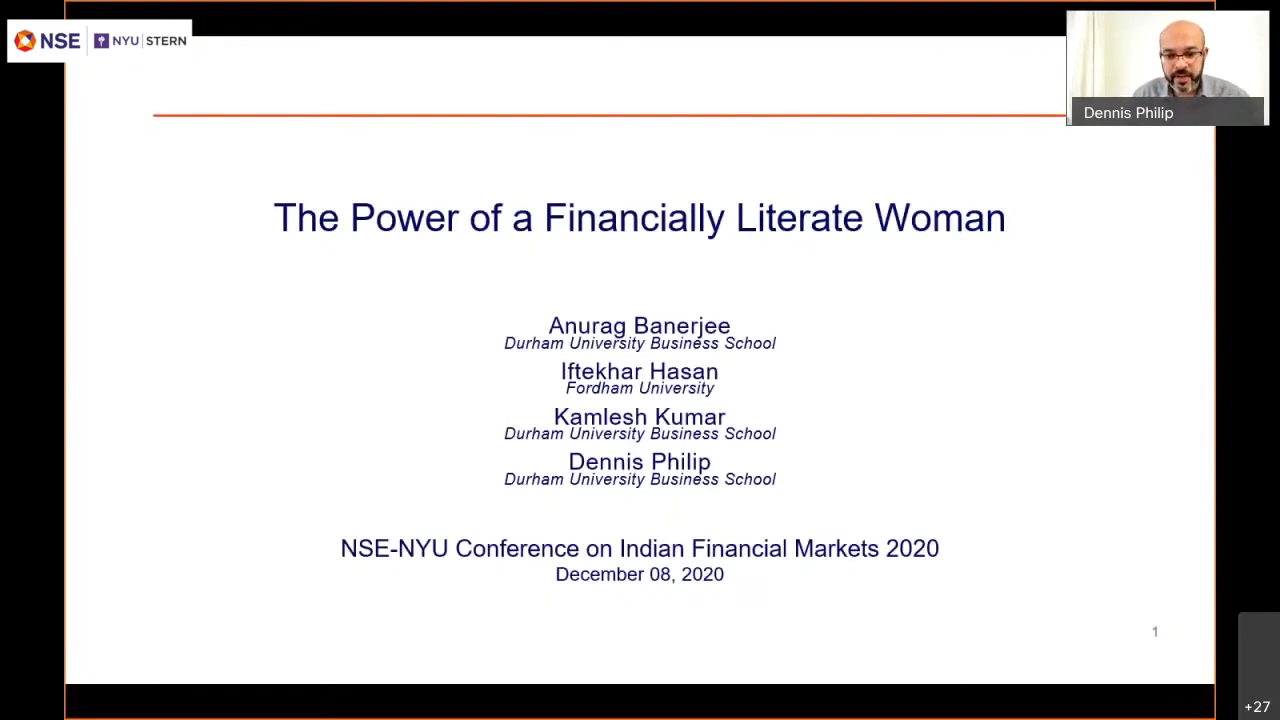 NSE NYU STERN
Dennis Philip
The Power of a Financially Literate Woman
Anurag Banerjee
Durham University Business School
Iftekhar Hasan
Fordham University
Kamlesh Kumar
Durham University Business School
Dennis Philip
Durham University Business School
NSE-NYU Conference on Indian Financial Markets 2020
December 08, 2020
1
+27